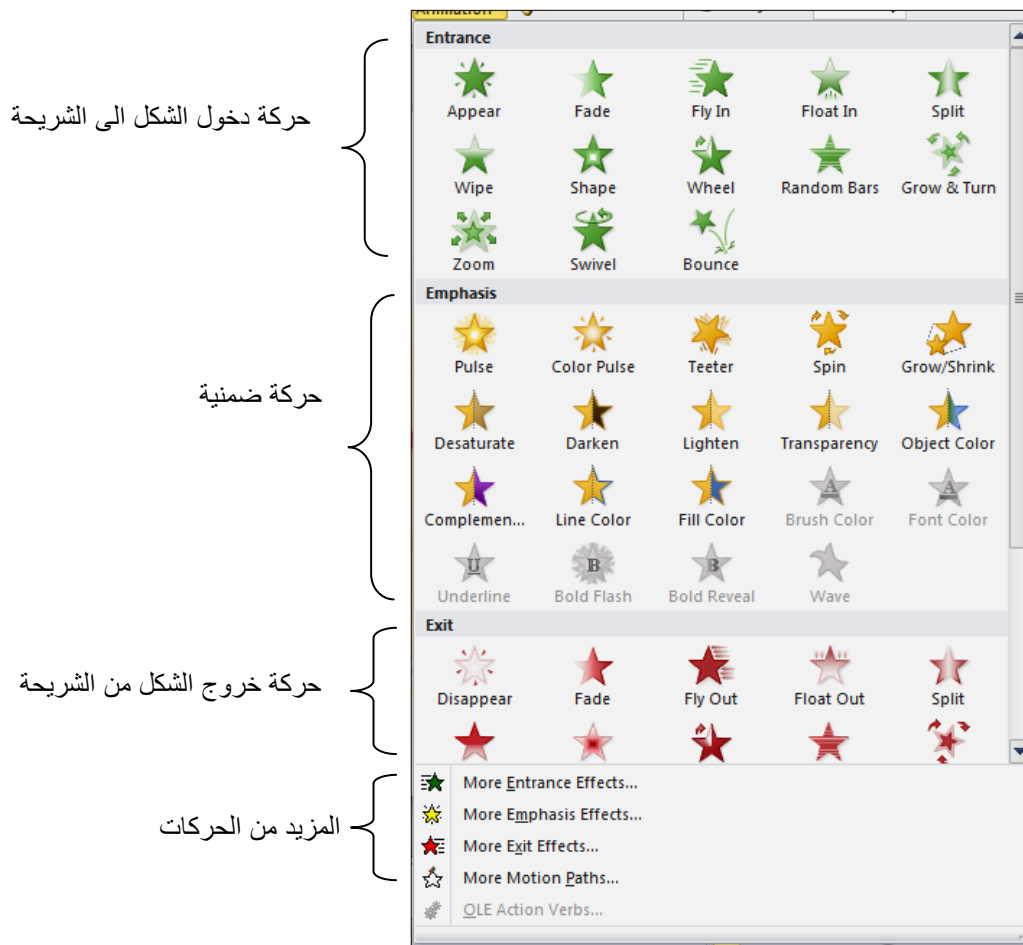 Animation
Entrance
Appear Fade Fly In Float In Split
حركة دخول الشكل الى الشريحة
Wipe Shape Wheel Random Bars Grow & Turn
Zoom Swivel Bounce
Emphasis
Pulse Color Pulse Teeter Spin Grow/Shrink
حركة ضمنية
Desaturate Darken Lighten Transparency Object Color
Complemen... Line Color Fill Color Brush Color Font Color
Underline Bold Flash Bold Reveal Wave
Exit
حركة خروج الشكل من الشريحة
Disappear Fade Fly Out Float Out Split
More Entrance Effects...
More Emphasis Effects...
المزيد من الحركات
More Exit Effects...
More Motion Paths...
OLE Action Verbs...